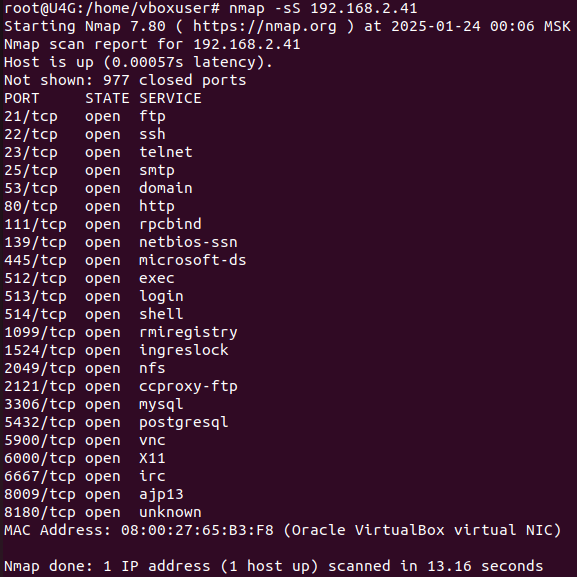 root@U4G:/home/vboxuser# nmap -sS 192.168.2.41
Starting Nmap 7.80 ( https://nmap.org ) at 2025-01-24 00:06 MSK
Nmap scan report for 192.168.2.41
Host is up (0.00057s latency).
Not shown: 977 closed ports
PORT     STATE SERVICE
21/tcp   open  ftp
22/tcp   open  ssh
23/tcp   open  telnet
25/tcp   open  smtp
53/tcp   open  domain
80/tcp   open  http
111/tcp  open  rpcbind
139/tcp  open  netbios-ssn
445/tcp  open  microsoft-ds
512/tcp  open  exec
513/tcp  open  login
514/tcp  open  shell
1099/tcp open  rmiregistry
1524/tcp open  ingreslock
2049/tcp open  nfs
2121/tcp open  ccproxy-ftp
3306/tcp open  mysql
5432/tcp open  postgresql
5900/tcp open  vnc
6000/tcp open  X11
6667/tcp open  irc
8009/tcp open  ajp13
8180/tcp open  unknown
MAC Address: 08:00:27:65:B3:F8 (Oracle VirtualBox virtual NIC)
Nmap done: 1 IP address (1 host up) scanned in 13.16 seconds